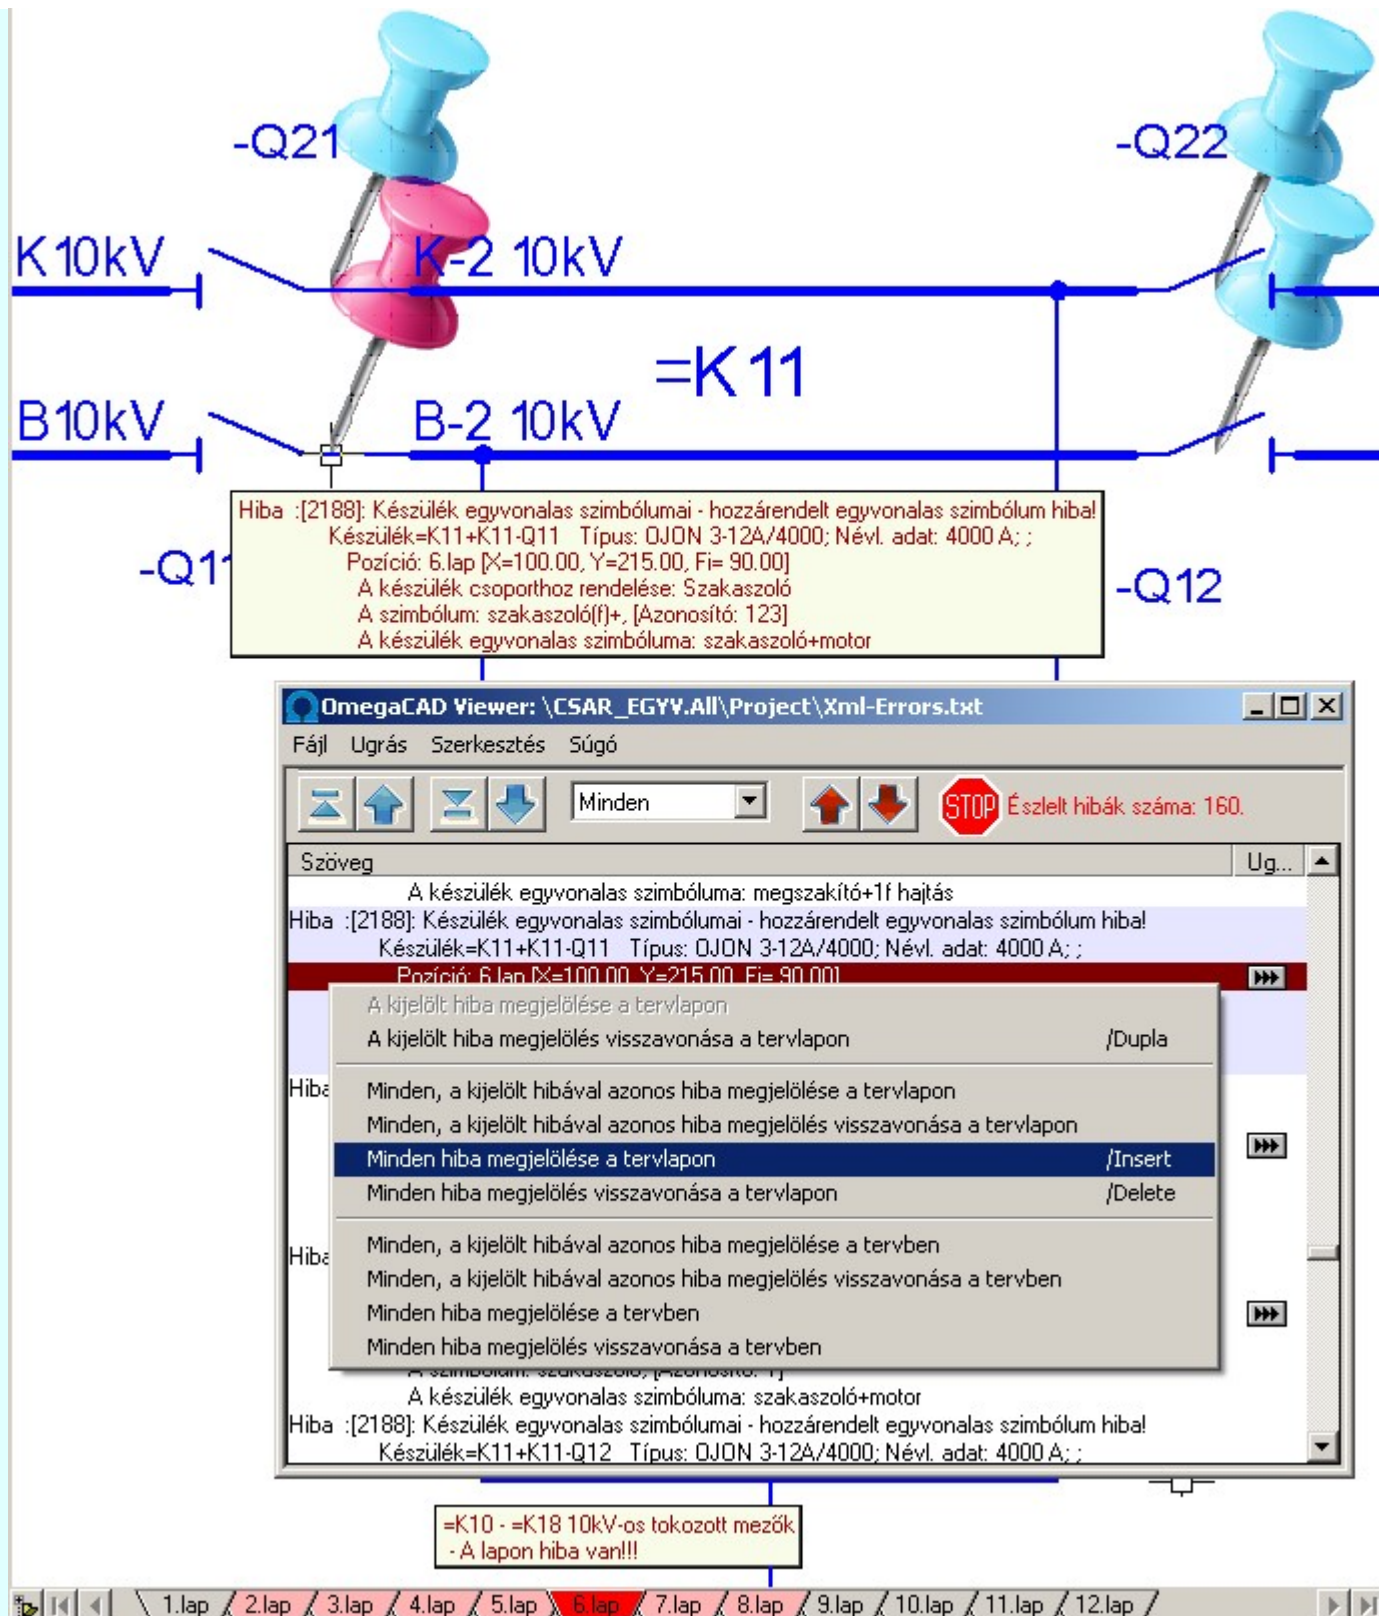 -Q21
-Q22
K10kV
K-2 10kV
=K11
B10kV
B-2 10kV
Hiba :[2188]: Készülék egyvonalas szimbólumai - hozzárendelt egyvonalas szimbólum hiba!
Készülék=K11+K11-Q11 Típus: OJON 3-12A/4000; Névl. adat: 4000 A; ;
Pozíció: 6.lap [X=100.00, Y=215.00, Fi= 90.00]
A készülék csoporthoz rendelése: Szakaszoló
A szimbólum: szakaszoló(f)+, [Azonosító: 123]
A készülék egyvonalas szimbóluma: szakaszoló+motor
-Q11
-Q12
OmegaCAD Viewer: \CSAR_EGYV.All\Project\Xml-Errors.txt
Fájl Ugrás Szerkesztés Súgó
Minden STOP Észlelt hibák száma: 160.
Szöveg Ug...
A készülék egyvonalas szimbóluma: megszakító+1f hajtás
Hiba :[2188]: Készülék egyvonalas szimbólumai - hozzárendelt egyvonalas szimbólum hiba!
Készülék=K11+K11-Q11 Típus: OJON 3-12A/4000; Névl. adat: 4000 A; ;
Pozíció: 6.lap [X=100.00, Y=215.00, Fi= 90.00]
A kijelölt hiba megjelölése a tervlapon
A kijelölt hiba megjelölés visszavonása a tervlapon /Dupla
Hiba
Minden, a kijelölt hibával azonos hiba megjelölése a tervlapon
Minden, a kijelölt hibával azonos hiba megjelölés visszavonása a tervlapon
Minden hiba megjelölése a tervlapon /Insert
Minden hiba megjelölés visszavonása a tervlapon /Delete
Hiba
Minden, a kijelölt hibával azonos hiba megjelölése a tervben
Minden, a kijelölt hibával azonos hiba megjelölés visszavonása a tervben
Minden hiba megjelölése a tervben
Minden hiba megjelölés visszavonása a tervben
A szimbólum: szakaszoló, [Azonosító: 1]
A készülék egyvonalas szimbóluma: szakaszoló+motor
Hiba :[2188]: Készülék egyvonalas szimbólumai - hozzárendelt egyvonalas szimbólum hiba!
Készülék=K11+K11-Q12 Típus: OJON 3-12A/4000; Névl. adat: 4000 A; ;
=K10 - =K18 10kV-os tokozott mezők
- A lapon hiba van!!!
1.lap 2.lap 3.lap 4.lap 5.lap 6.lap 7.lap 8.lap 9.lap 10.lap 11.lap 12.lap